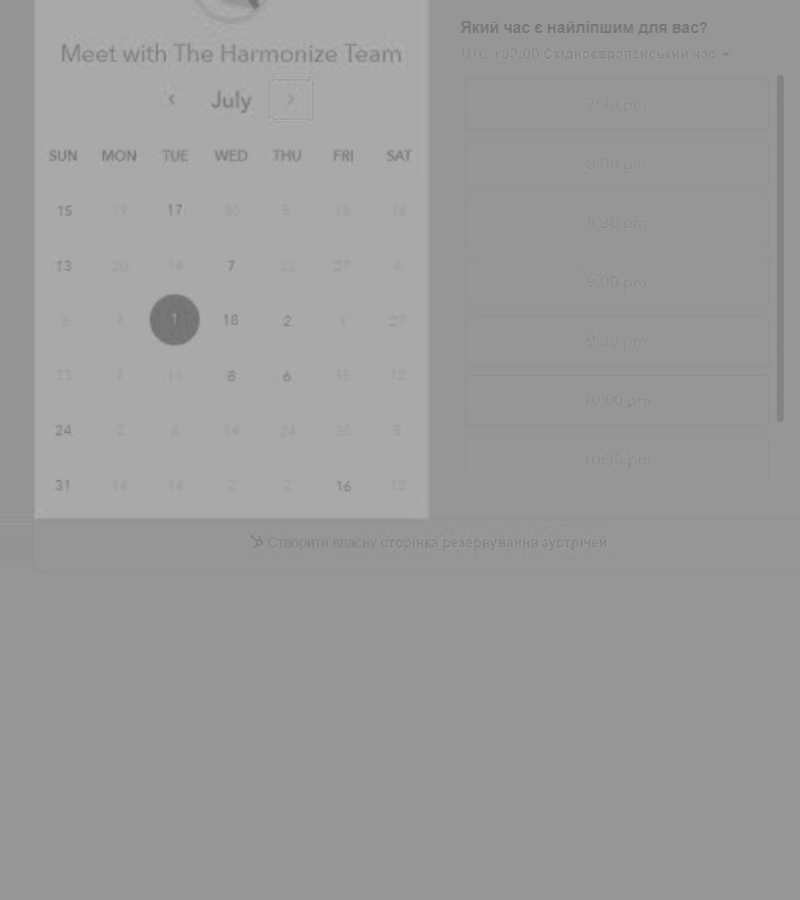 Meet with The Harmonize Team
‹ July ›
SUN MON TUE WED THU FRI SAT
15 19 17 30 5 18 16
13 20 14 7 22 27 4
3 7 1 18 2 1 27
13 7 11 8 6 15 12
24 2 4 14 24 30 5
31 14 14 2 2 16 12
Який час є найліпшим для вас?
UTC +03:00 Східноєвропейський час
7:30 pm
8:00 pm
8:30 pm
9:00 pm
9:30 pm
10:00 pm
10:30 pm
Створити власну сторінка резервування зустрічей